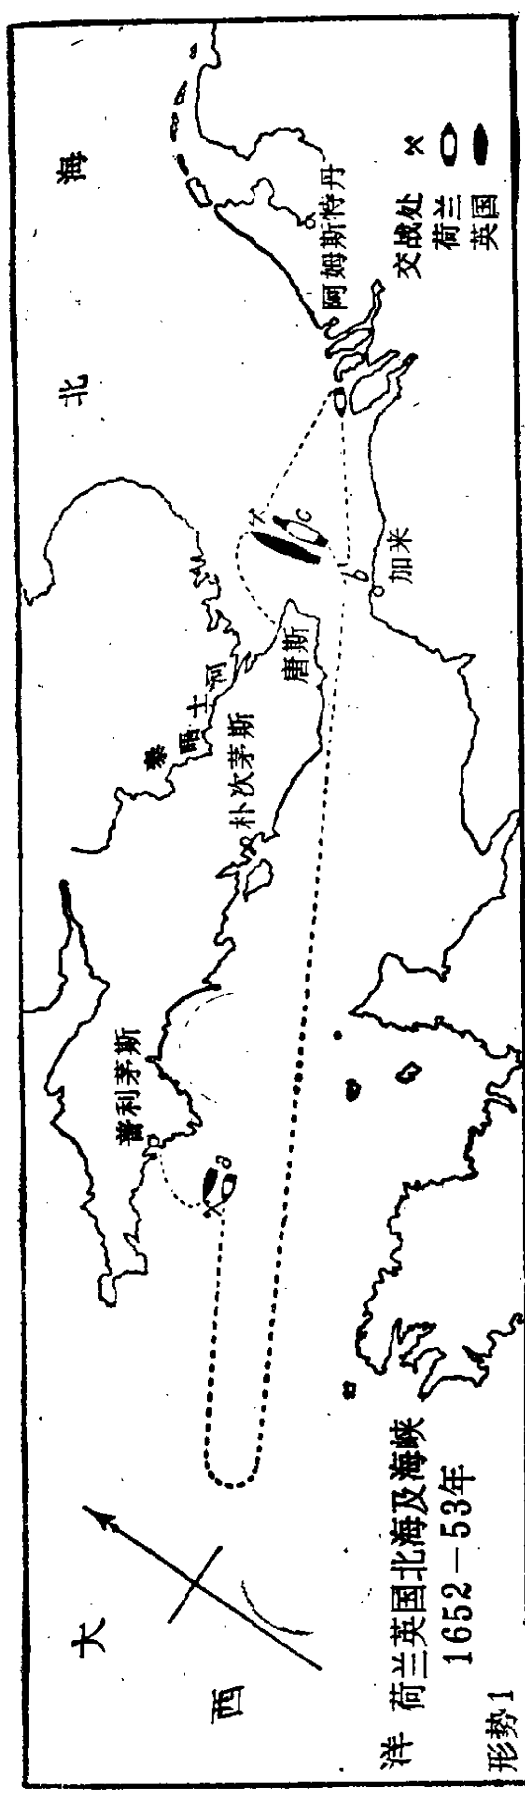 形势1
荷兰英国北海及海峡
1652—53年
大
西
洋
北
海
普利茅斯
朴次茅斯
泰晤士河
唐斯
加来
阿姆斯特丹
a
b
c
交战处
荷兰
英国